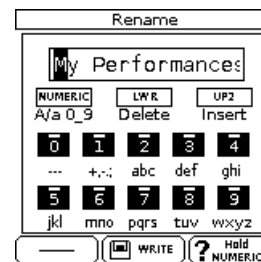 Rename
My Performances
NUMERIC LWR UP2
A/a 0_9 Delete Insert
0 1 2 3 4
--- +,-.; abc def ghi
5 6 7 8 9
jkl mno pqrs tuv wxyz
WRITE ? Hold NUMERIC